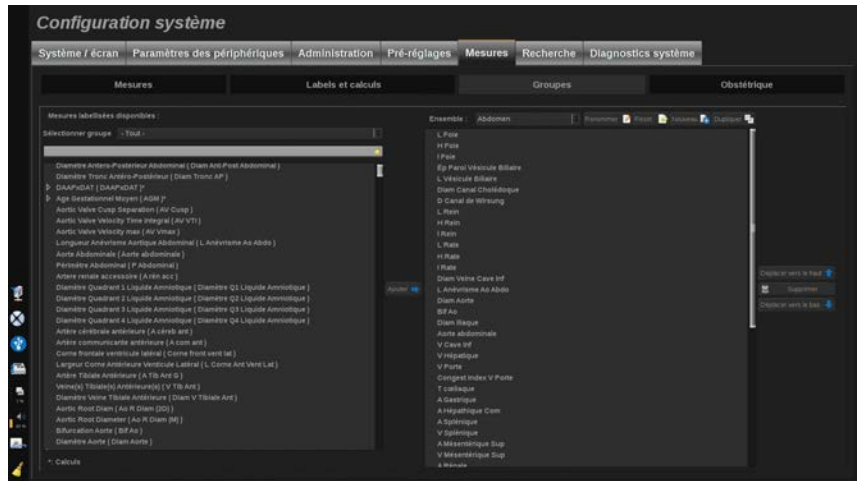 Configuration système
Système / écran Paramètres des périphériques Administration Pré-réglages Mesures Recherche Diagnostics système
Mesures Labels et calculs Groupes Obstétrique
Mesures labellisées disponibles :
Sélectionner groupe - Tout -
Diamètre Antero-Posterieur Abdominal ( Diam Ant-Post Abdominal )
Diamètre Tronc Antéro-Postérieur ( Diam Tronc AP )
DAAPxDAT ( DAAPxDAT )*
Age Gestationnel Moyen ( AGM )*
Aortic Valve Cusp Separation ( AV Cusp )
Aortic Valve Velocity Time Integral ( AV VTI )
Aortic Valve Velocity max ( AV Vmax )
Longueur Anévrisme Aortique Abdominal ( L Anévrisme Ao Abdo )
Aorte Abdominale ( Aorte abdominale )
Périmètre Abdominal ( P Abdominal )
Artere renale accessoire ( A rén acc )
Diamètre Quadrant 1 Liquide Amniotique ( Diamètre Q1 Liquide Amniotique )
Diamètre Quadrant 2 Liquide Amniotique ( Diamètre Q2 Liquide Amniotique )
Diamètre Quadrant 3 Liquide Amniotique ( Diamètre Q3 Liquide Amniotique )
Diamètre Quadrant 4 Liquide Amniotique ( Diamètre Q4 Liquide Amniotique )
Artère cérébrale antérieure ( A céreb ant )
Artère communicante antérieure ( A com ant )
Corne frontale ventricule latéral ( Corne front vent lat )
Largeur Corne Antérieure Ventricule Latéral ( L Corne Ant Vent Lat )
Artère Tibiale Antérieure ( A Tib Ant G )
Veine(s) Tibiale(s) Antérieure(s) ( V Tib Ant )
Diamètre Veine Tibiale Antérieure ( Diam V Tibiale Ant )
Aortic Root Diam ( Ao R Diam (2D) )
Aortic Root Diameter ( Ao R Diam (M) )
Bifurcation Aorte ( Bif Ao )
Diamètre Aorte ( Diam Aorte )
*: Calculs
Ajouter
Ensemble : Abdomen Renommer Reset Nouveau Dupliquer
L Foie
H Foie
l Foie
Ep Paroi Vésicule Biliaire
L Vésicule Biliaire
Diam Canal Cholédoque
D Canal de Wirsung
L Rein
H Rein
l Rein
L Rate
H Rate
l Rate
Diam Veine Cave Inf
L Anévrisme Ao Abdo
Diam Aorte
Bif Ao
Diam Iliaque
Aorte abdominale
V Cave Inf
V Hépatique
V Porte
Congest Index V Porte
T cœliaque
A Gastrique
A Hépathique Com
A Splénique
V Splénique
A Mésentérique Sup
V Mésentérique Sup
A Rénale
Déplacer vers le haut
Supprimer
Déplacer vers le bas